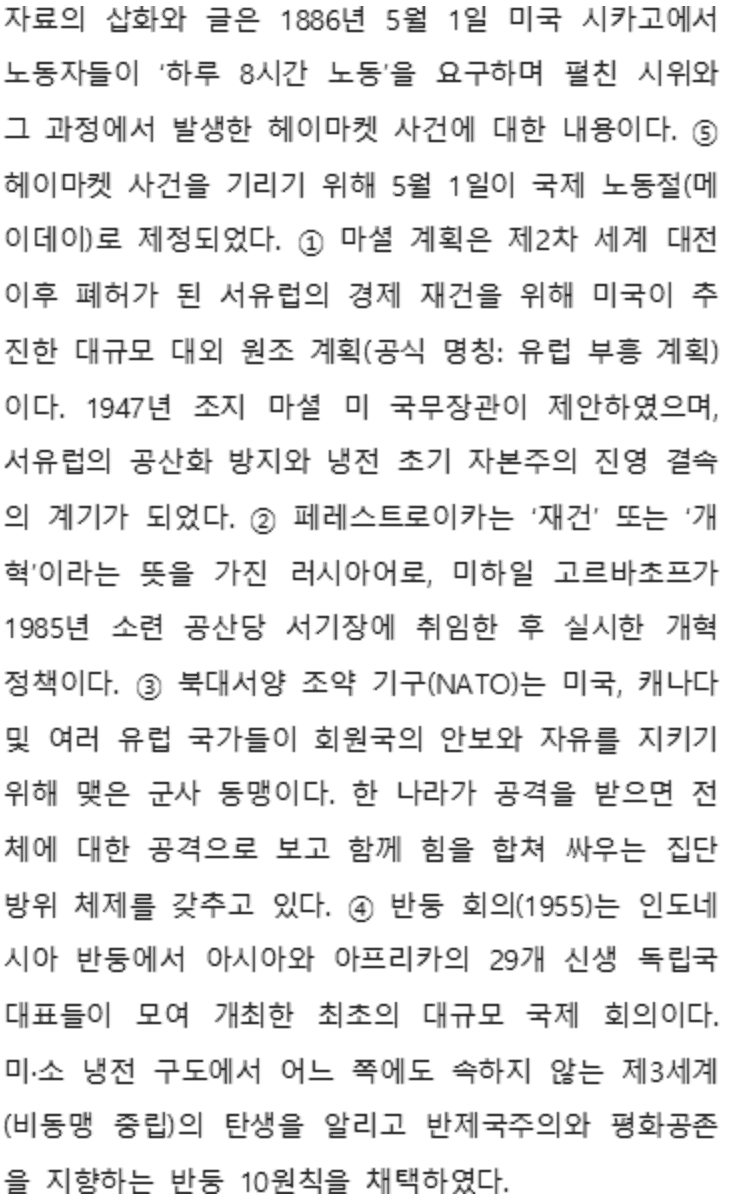 자료의 삽화와 글은 1886년 5월 1일 미국 시카고에서
노동자들이 ‘하루 8시간 노동’을 요구하며 펼친 시위와
그 과정에서 발생한 헤이마켓 사건에 대한 내용이다. ⑤
헤이마켓 사건을 기리기 위해 5월 1일이 국제 노동절(메
이데이)로 제정되었다. ① 마셜 계획은 제2차 세계 대전
이후 폐허가 된 서유럽의 경제 재건을 위해 미국이 추
진한 대규모 대외 원조 계획(공식 명칭: 유럽 부흥 계획)
이다. 1947년 조지 마셜 미 국무장관이 제안하였으며,
서유럽의 공산화 방지와 냉전 초기 자본주의 진영 결속
의 계기가 되었다. ② 페레스트로이카는 ‘재건’ 또는 ‘개
혁’이라는 뜻을 가진 러시아어로, 미하일 고르바초프가
1985년 소련 공산당 서기장에 취임한 후 실시한 개혁
정책이다. ③ 북대서양 조약 기구(NATO)는 미국, 캐나다
및 여러 유럽 국가들이 회원국의 안보와 자유를 지키기
위해 맺은 군사 동맹이다. 한 나라가 공격을 받으면 전
체에 대한 공격으로 보고 함께 힘을 합쳐 싸우는 집단
방위 체제를 갖추고 있다. ④ 반둥 회의(1955)는 인도네
시아 반둥에서 아시아와 아프리카의 29개 신생 독립국
대표들이 모여 개최한 최초의 대규모 국제 회의이다.
미·소 냉전 구도에서 어느 쪽에도 속하지 않는 제3세계
(비동맹 중립)의 탄생을 알리고 반제국주의와 평화공존
을 지향하는 반둥 10원칙을 채택하였다.